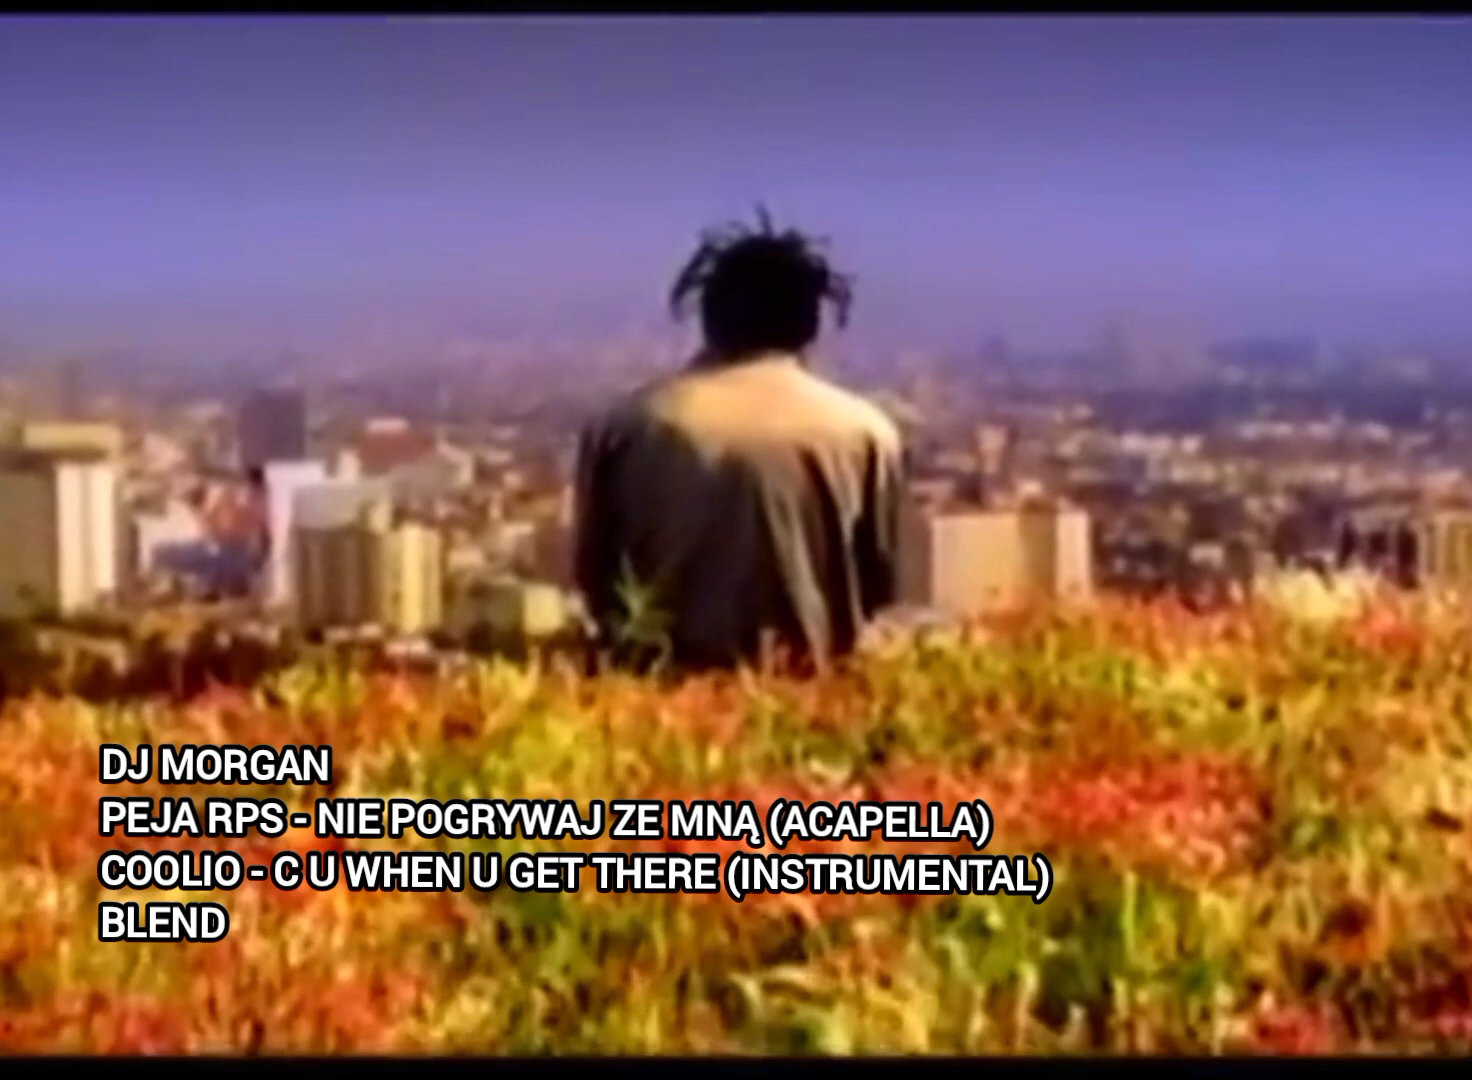 DJ MORGAN
PEJA RPS - NIE POGRYWAJ ZE MNĄ (ACAPELLA)
COOLIO - C U WHEN U GET THERE (INSTRUMENTAL)
BLEND